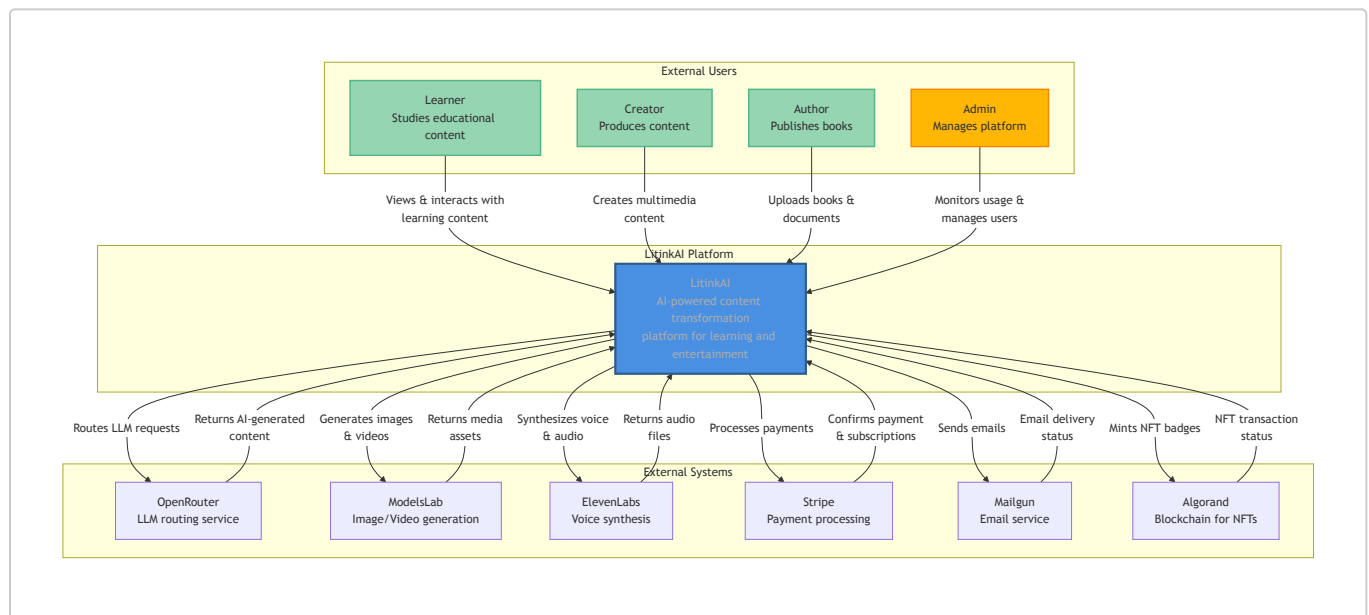 External Users
Learner
Studies educational
content
Creator
Produces content
Author
Publishes books
Admin
Manages platform
Views & interacts with
learning content
Creates multimedia
content
Uploads books &
documents
Monitors usage &
manages users
LitinkAI Platform
LitinkAI
AI-powered content
transformation
platform for learning and
entertainment
Routes LLM requests
Returns AI-generated
content
Generates images
& videos
Returns media
assets
Synthesizes voice
& audio
Returns audio
files
Processes payments
Confirms payment
& subscriptions
Sends emails
Email delivery
status
Mints NFT badges
NFT transaction
status
External Systems
OpenRouter
LLM routing service
ModelsLab
Image/Video generation
ElevenLabs
Voice synthesis
Stripe
Payment processing
Mailgun
Email service
Algorand
Blockchain for NFTs